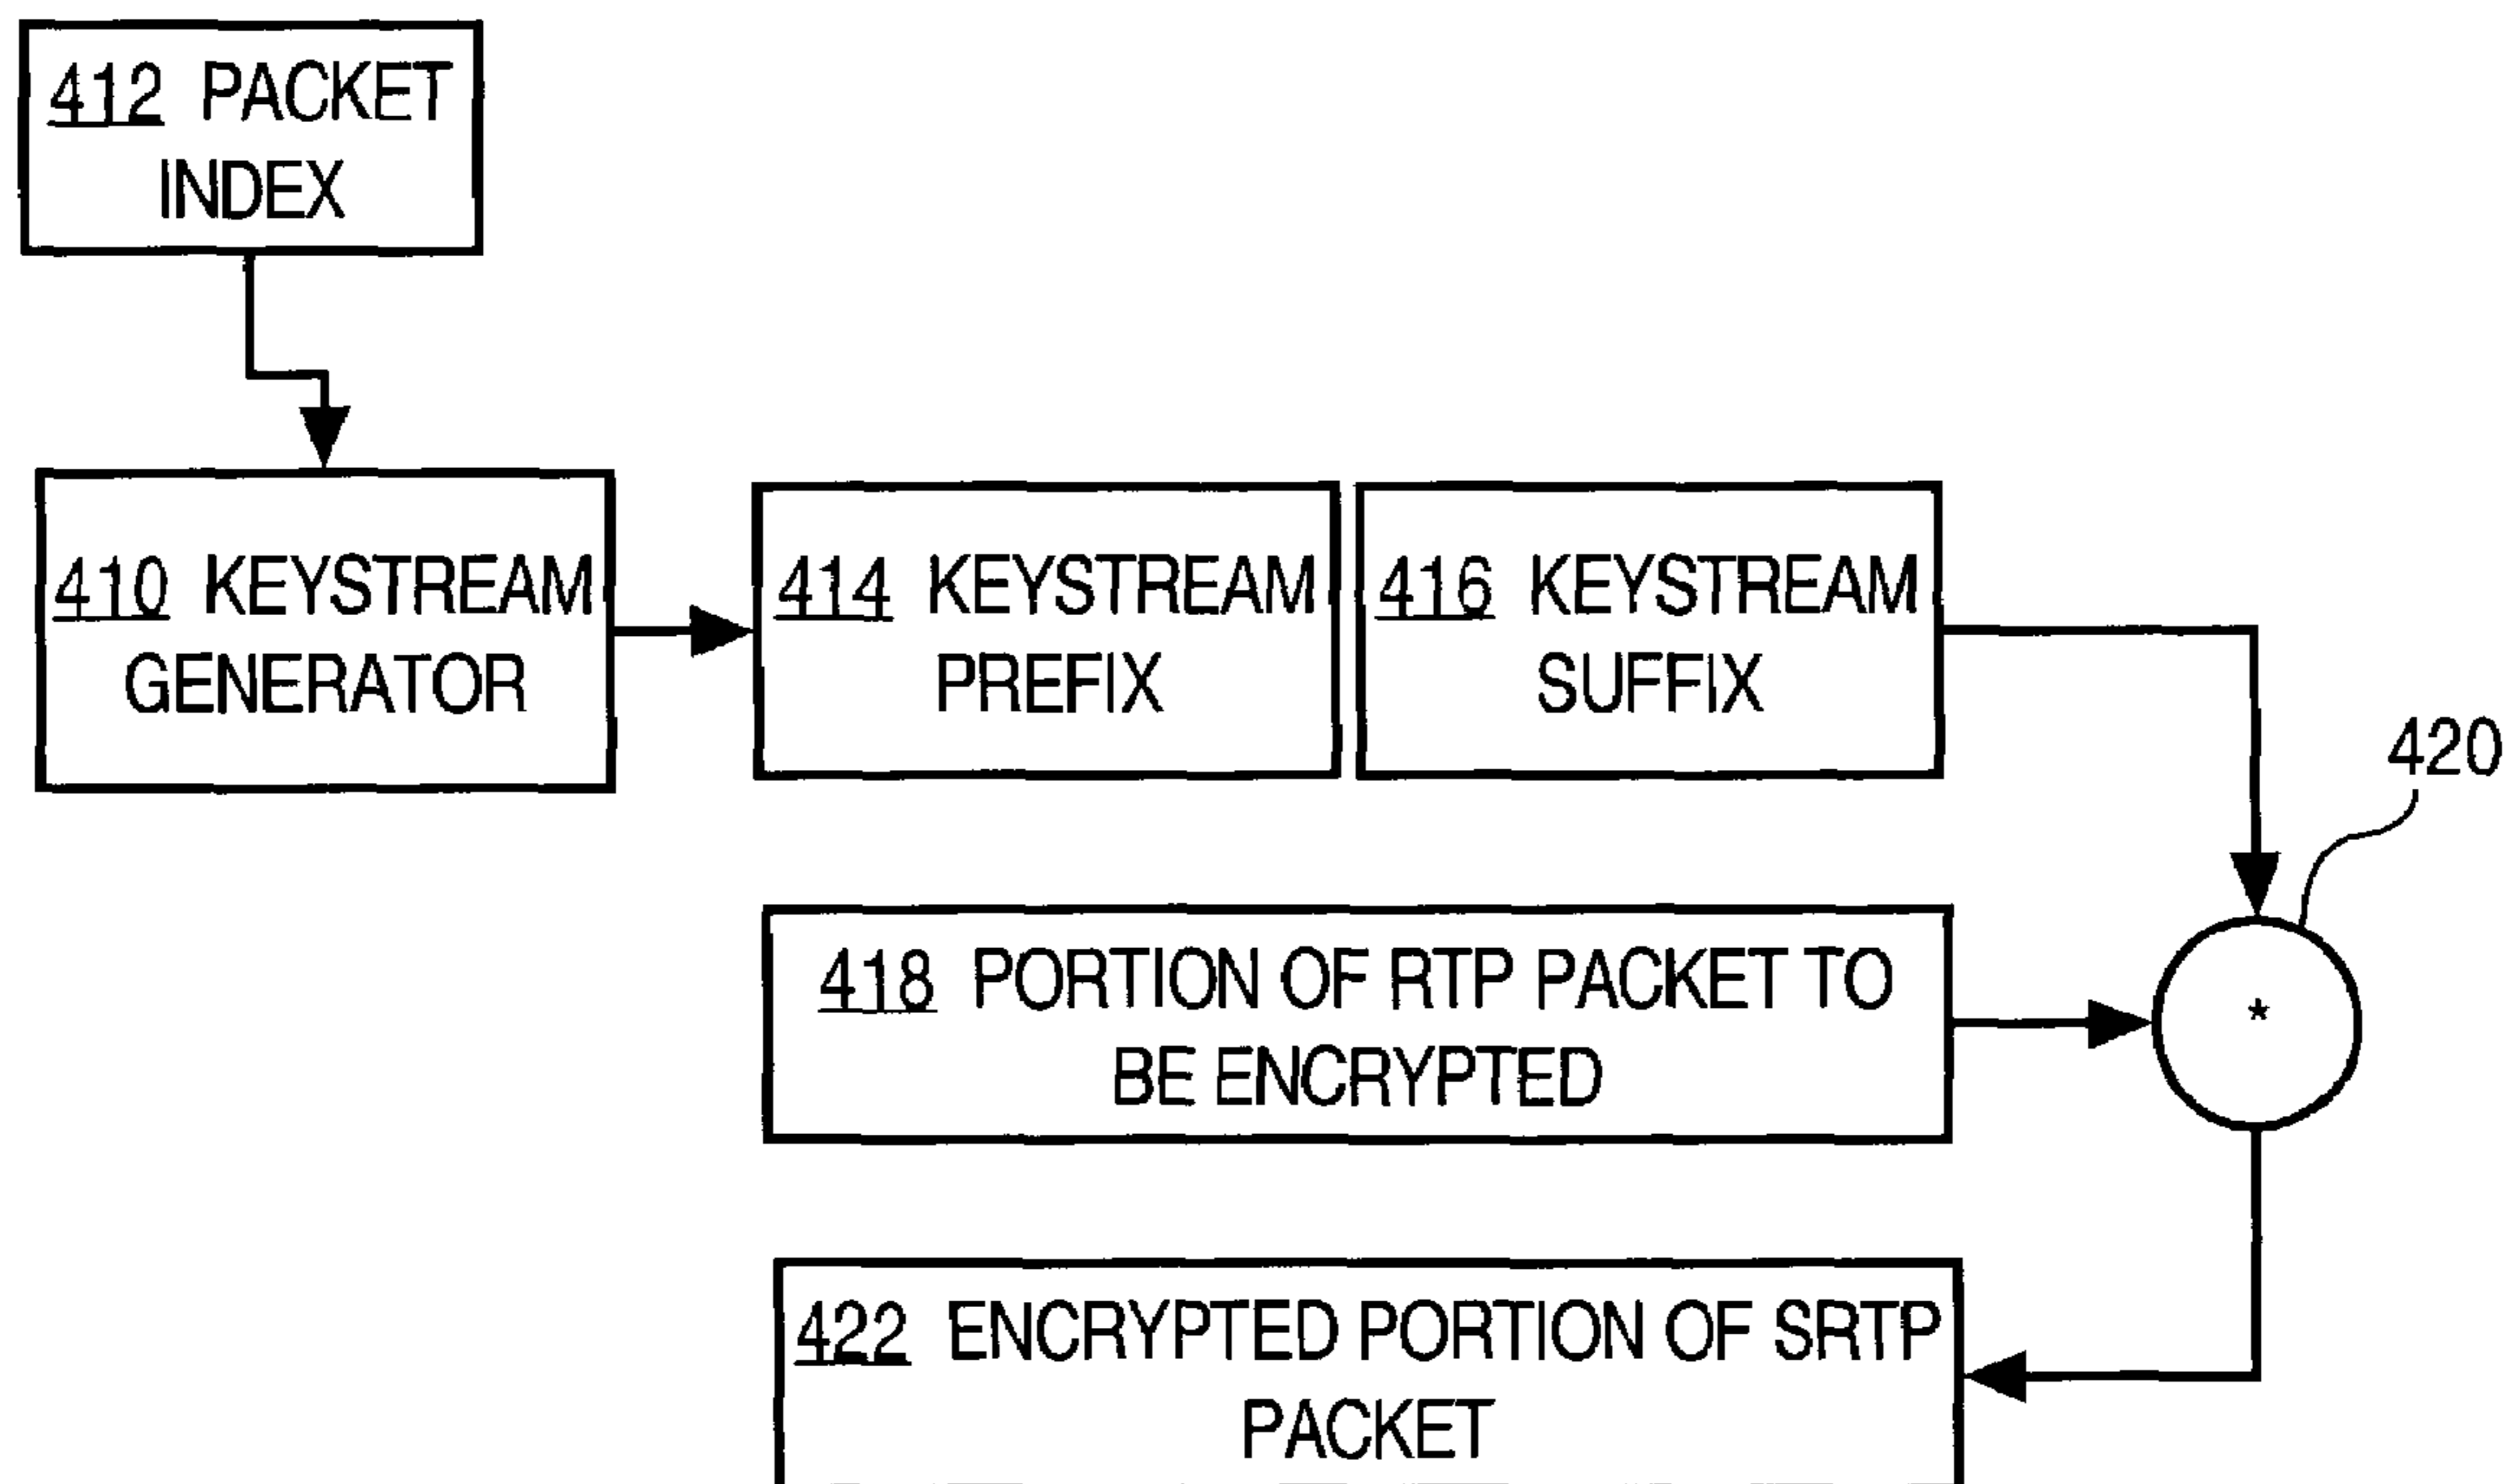 412 PACKET
INDEX
410 KEYSTREAM
GENERATOR
414 KEYSTREAM
PREFIX
416 KEYSTREAM
SUFFIX
420
418 PORTION OF RTP PACKET TO
BE ENCRYPTED
*
422 ENCRYPTED PORTION OF SRTP
PACKET